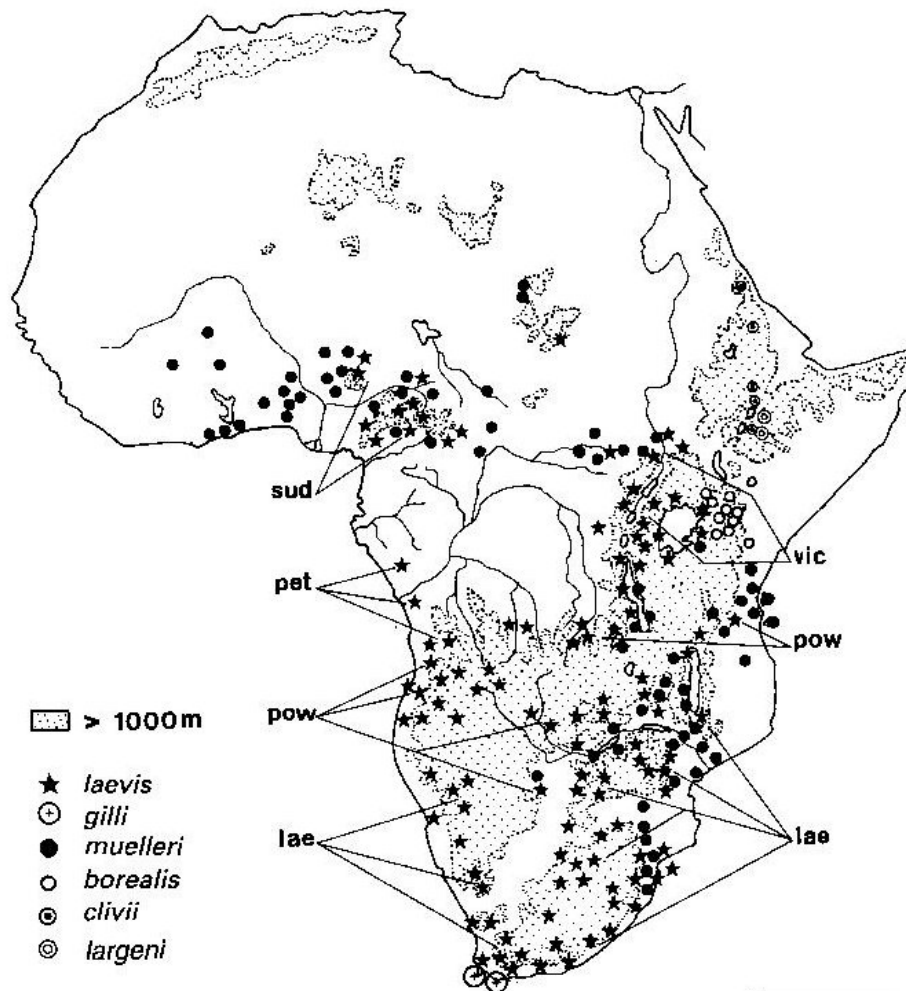 sud
vic
pet
pow
pow
> 1000m
lae
lae
laevis
gilli
muelleri
borealis
clivii
largeni